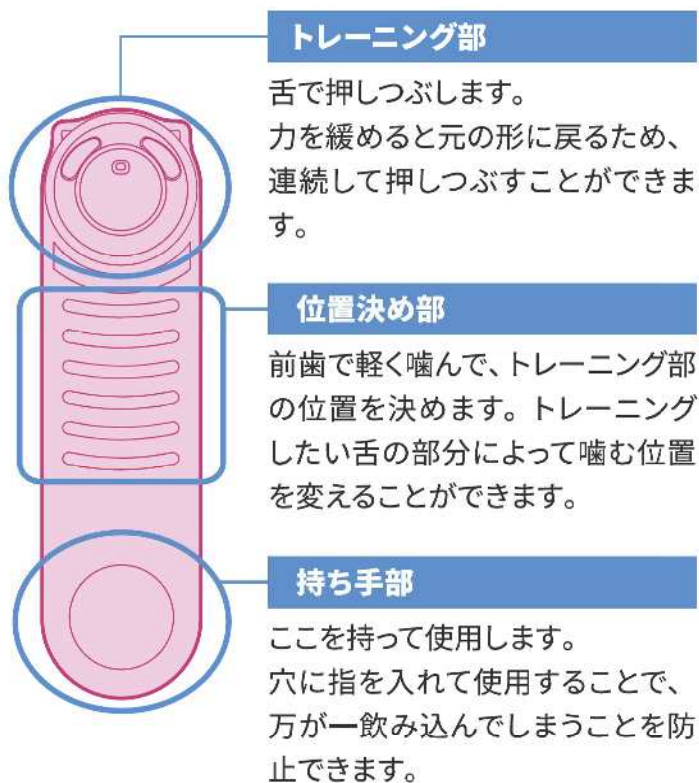 トレーニング部
舌で押しつぶします。
力を緩めると元の形に戻るため、
連続して押しつぶすことができま
す。
位置決め部
前歯で軽く噛んで、トレーニング部
の位置を決めます。トレーニング
したい舌の部分によって噛む位置
を変えることができます。
持ち手部
ここを持って使用します。
穴に指を入れて使用することで、
万が一飲み込んでしまうことを防
止できます。